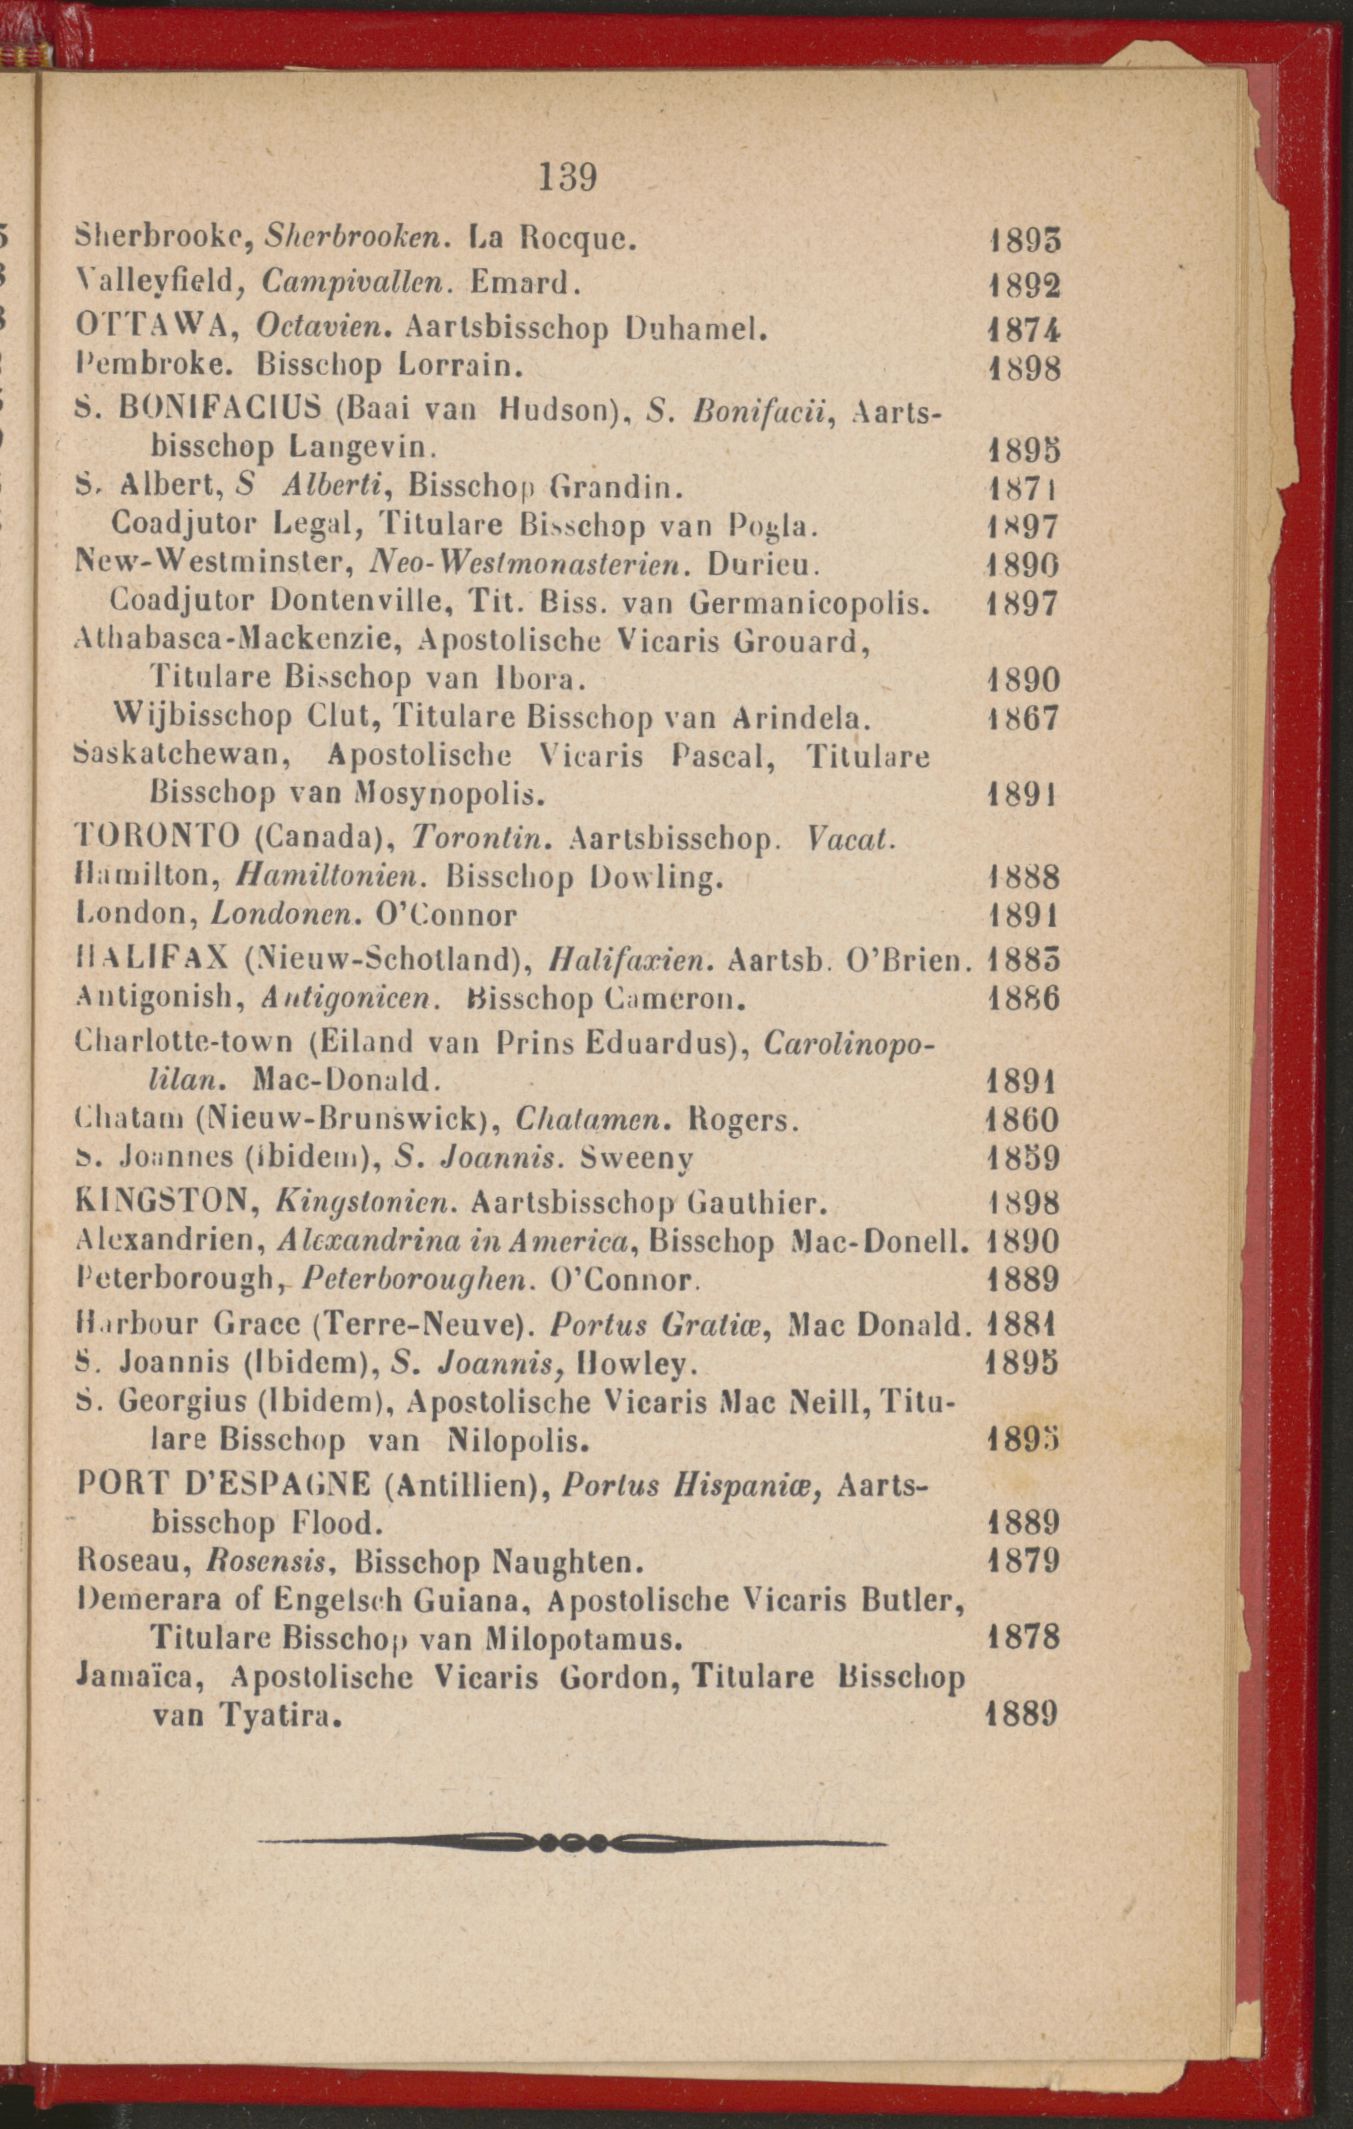 139
Sherbrooke, Sherbrooken. La Rocque. 1893
Valleyfield, Campivallen. Emard. 1892
OTTAWA, Octavien. Aartsbisschop Duhamel. 1874
Pembroke. Bisschop Lorrain. 1898
S. BONIFACIUS (Baai van Hudson), S. Bonifacii, Aarts-
bisschop Langevin. 1895
S. Albert, S Alberti, Bisschop Grandin. 1871
Coadjutor Legal, Titulare Bisschop van Pogla. 1897
New-Westminster, Neo-Westmonasterien. Durieu. 1890
Coadjutor Dontenville, Tit. Biss. van Germanicopolis. 1897
Athabasca-Mackenzie, Apostolische Vicaris Grouard,
Titulare Bisschop van Ibora. 1890
Wijbisschop Clut, Titulare Bisschop van Arindela. 1867
Saskatchewan, Apostolische Vicaris Pascal, Titulare
Bisschop van Mosynopolis. 1891
TORONTO (Canada), Torontin. Aartsbisschop. Vacat.
Hamilton, Hamiltonien. Bisschop Dowling. 1888
London, Londonen. O'Connor 1891
HALIFAX (Nieuw-Schotland), Halifaxien. Aartsb. O'Brien. 1883
Antigonish, Antigonicen. Bisschop Cameron. 1886
Charlotte-town (Eiland van Prins Eduardus), Carolinopo-
lilan. Mac-Donald. 1891
Chatam (Nieuw-Brunswick), Chatamen. Rogers. 1860
S. Joannes (ibidem), S. Joannis. Sweeny 1859
KINGSTON, Kingstonien. Aartsbisschop Gauthier. 1898
Alexandrien, Alexandrina in America, Bisschop Mac-Donell. 1890
Peterborough, Peterboroughen. O'Connor. 1889
Harbour Grace (Terre-Neuve). Portus Gratiæ, Mac Donald. 1881
S. Joannis (Ibidem), S. Joannis, Howley. 1895
S. Georgius (Ibidem), Apostolische Vicaris Mac Neill, Titu-
lare Bisschop van Nilopolis. 1895
PORT D'ESPAGNE (Antillien), Portus Hispaniæ, Aarts-
bisschop Flood. 1889
Roseau, Rosensis, Bisschop Naughten. 1879
Demerara of Engelsch Guiana, Apostolische Vicaris Butler,
Titulare Bisschop van Milopotamus. 1878
Jamaïca, Apostolische Vicaris Gordon, Titulare Bisschop
van Tyatira. 1889